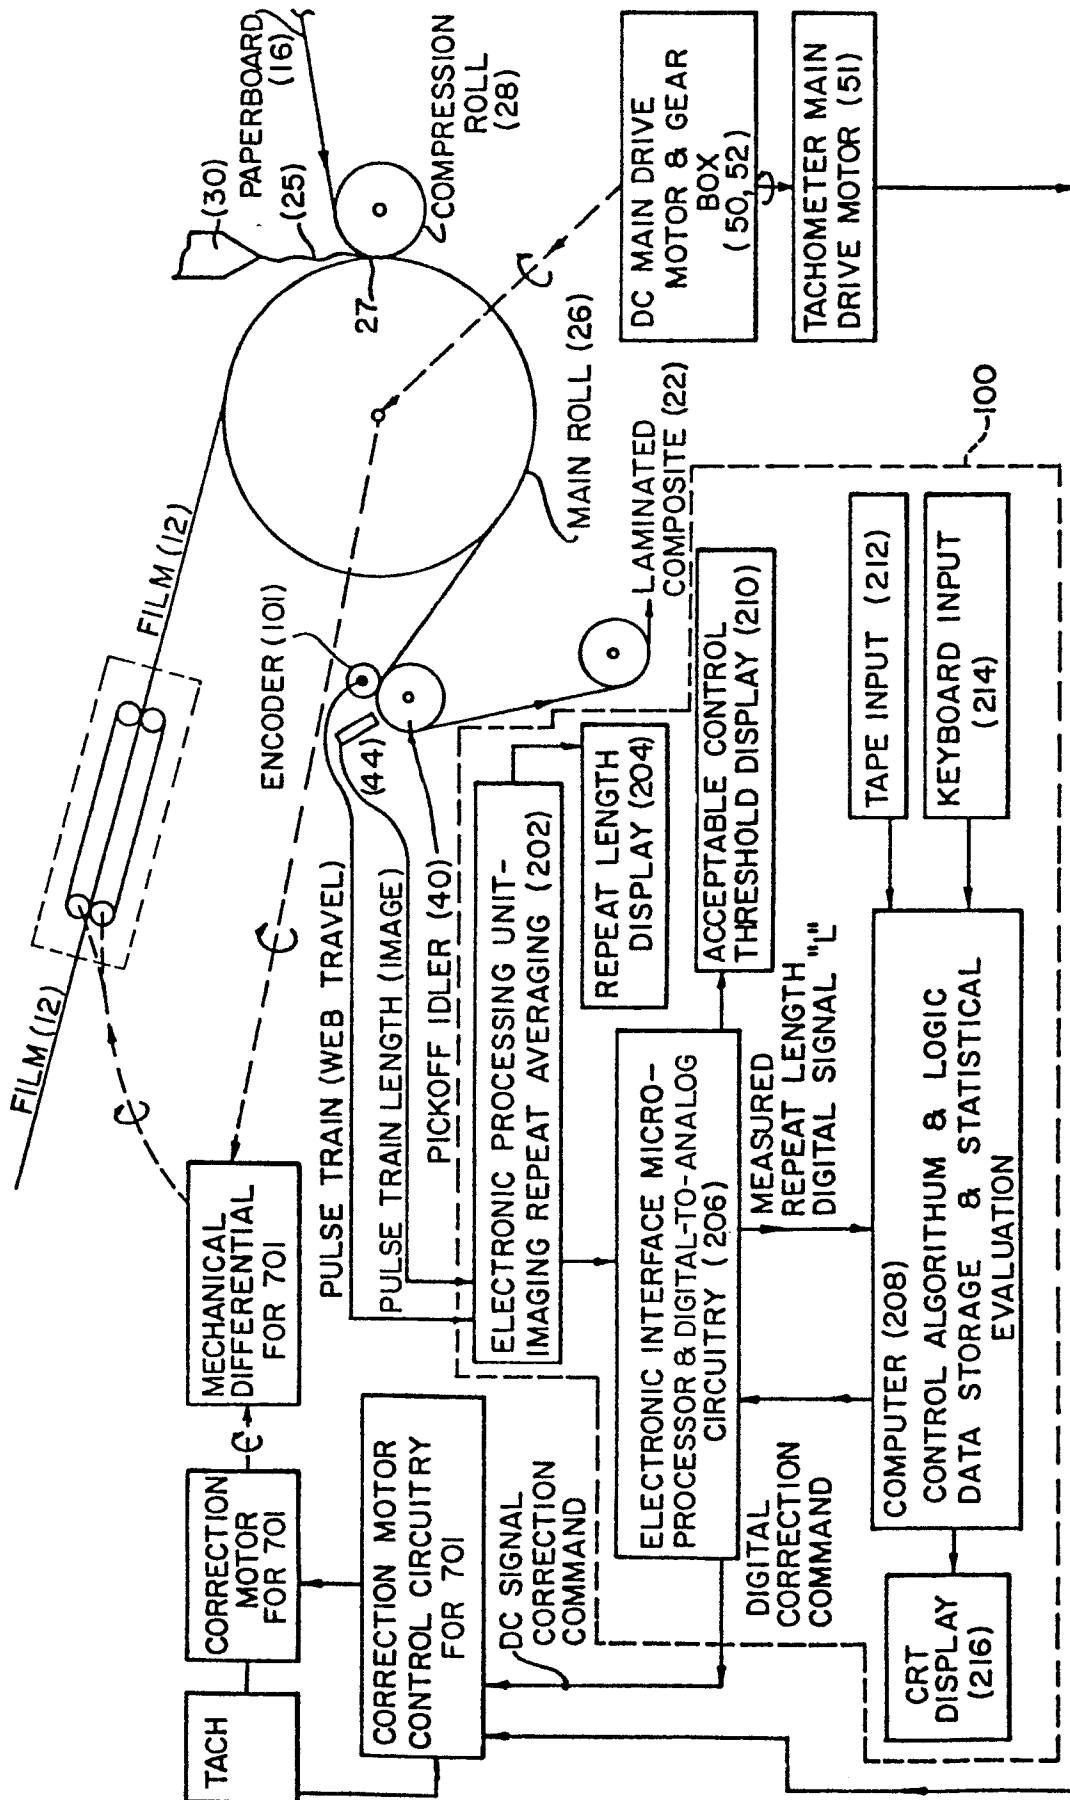 FILM (12)
FILM (12)
(30)
PAPERBOARD
(16)
(25)
27
COMPRESSION
ROLL
(28)
ENCODER (101)
MAIN ROLL (26)
(44)
LAMINATED
COMPOSITE (22)
DC MAIN DRIVE
MOTOR & GEAR
BOX
(50, 52)
TACHOMETER MAIN
DRIVE MOTOR (51)
100
TACH
CORRECTION
MOTOR
FOR 701
MECHANICAL
DIFFERENTIAL
FOR 701
PULSE TRAIN (WEB TRAVEL)
PULSE TRAIN LENGTH (IMAGE)
PICKOFF IDLER (40)
CORRECTION MOTOR
CONTROL CIRCUITRY
FOR 701
ELECTRONIC PROCESSING UNIT-
IMAGING REPEAT AVERAGING (202)
REPEAT LENGTH
DISPLAY (204)
DC SIGNAL
CORRECTION
COMMAND
ELECTRONIC INTERFACE MICRO-
PROCESSOR & DIGITAL-TO-ANALOG
CIRCUITRY (206)
ACCEPTABLE CONTROL
THRESHOLD DISPLAY (210)
DIGITAL
CORRECTION
COMMAND
MEASURED
REPEAT LENGTH
DIGITAL SIGNAL "L"
TAPE INPUT (212)
KEYBOARD INPUT
(214)
COMPUTER (208)
CONTROL ALGORITHUM & LOGIC
DATA STORAGE & STATISTICAL
EVALUATION
CRT
DISPLAY
(216)